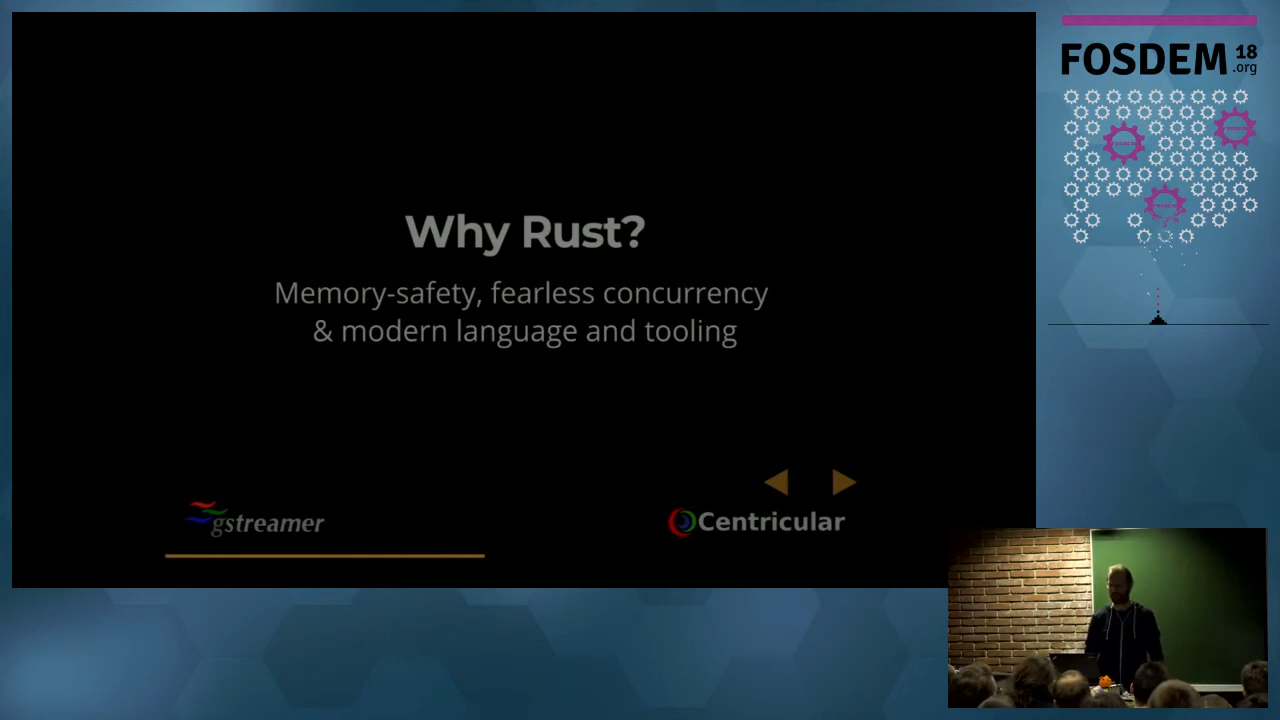 Why Rust?
Memory-safety, fearless concurrency
& modern language and tooling
gstreamer
Centricular
FOSDEM 18
.org